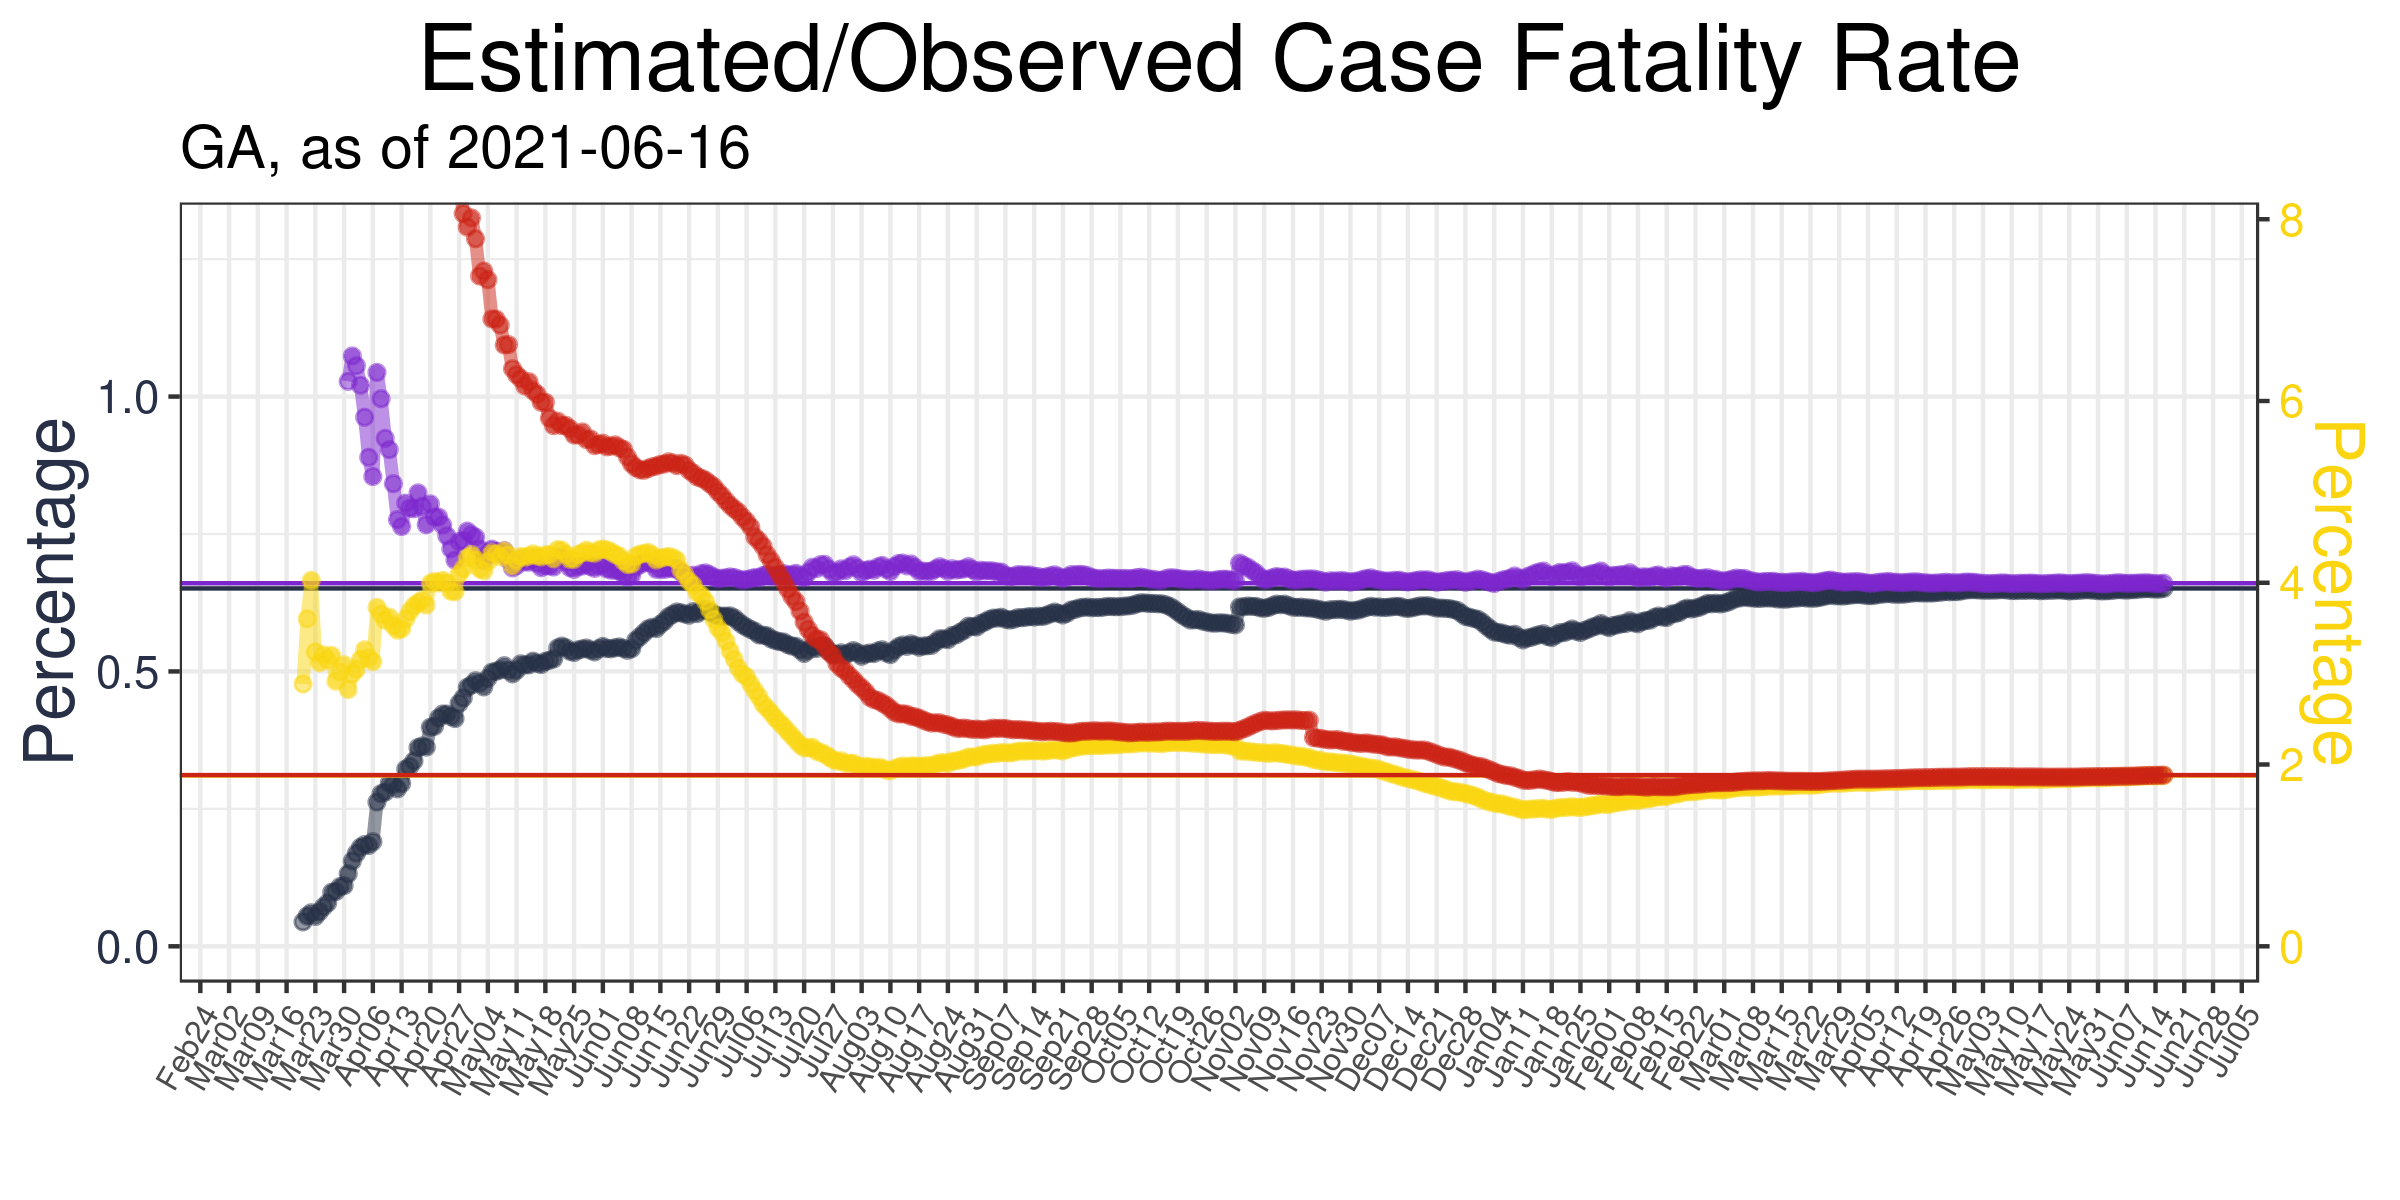 Estimated/Observed Case Fatality Rate
GA, as of 2021-06-16
Percentage
1.0
0.5
0.0
8
6
4
2
0
Percentage
Feb24
Mar02
Mar09
Mar16
Mar23
Mar30
Apr06
Apr13
Apr20
Apr27
May04
May11
May18
May25
Jun01
Jun08
Jun15
Jun22
Jun29
Jul06
Jul13
Jul20
Jul27
Aug03
Aug10
Aug17
Aug24
Aug31
Sep07
Sep14
Sep21
Sep28
Oct05
Oct12
Oct19
Oct26
Nov02
Nov09
Nov16
Nov23
Nov30
Dec07
Dec14
Dec21
Dec28
Jan04
Jan11
Jan18
Jan25
Feb01
Feb08
Feb15
Feb22
Mar01
Mar08
Mar15
Mar22
Mar29
Apr05
Apr12
Apr19
Apr26
May03
May10
May17
May24
May31
Jun07
Jun14
Jun21
Jun28
Jul05